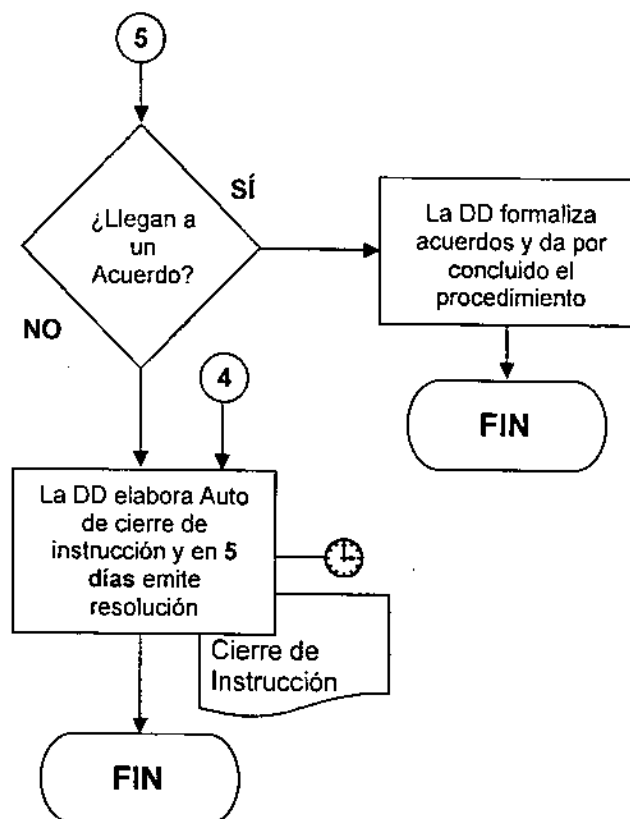 5
¿Llegan a
un
Acuerdo?
SÍ
NO
La DD formaliza
acuerdos y da por
concluido el
procedimiento
FIN
4
La DD elabora Auto
de cierre de
instrucción y en 5
días emite
resolución
Cierre de
Instrucción
FIN